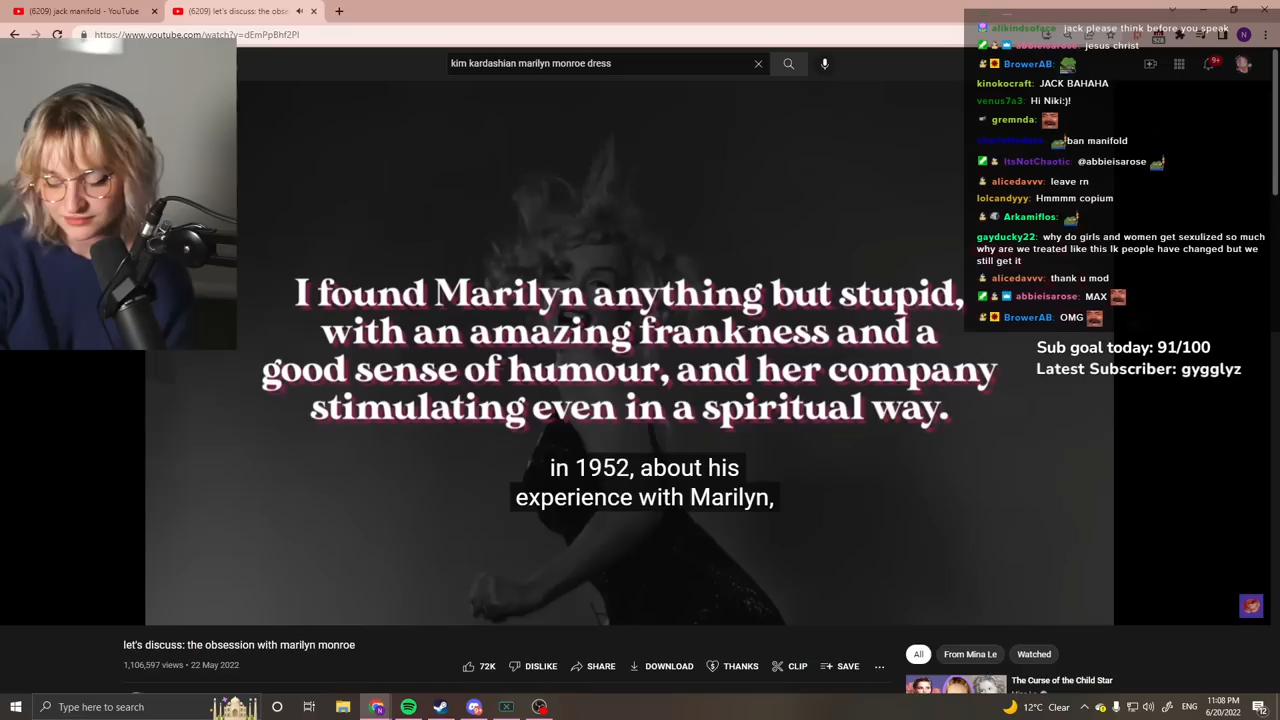 (6209) jack manifold - YouTube
(6209) let's discuss: the obses
https://www.youtube.com/watch?v=dEmPpBhf2PI
kim kardashian marilyn monroe dress
9+
N
alikindsoface jack please think before you speak
abbieisarose: jesus christ
BrowerAB:
kinokocraft: JACK BAHAHA
venus7a3: Hi Niki:)!
gremnda:
ban manifold
ItsNotChaotic: @abbieisarose
alicedavvv: leave rn
lolcandyyy: Hmmmm copium
Arkamiflos:
gayducky22: why do girls and women get sexulized so much
why are we treated like this Ik people have changed but we
still get it
alicedavvv: thank u mod
abbieisarose: MAX
BrowerAB: OMG
Sub goal today: 91/100
Latest Subscriber: gygglyz
I found Marilyn anything but stupid,
with an amazing frankness and a
good sense of humour, and her company
stimulating even in a spiritual way.
in 1952, about his
experience with Marilyn,
let's discuss: the obsession with marilyn monroe
1,106,597 views • 22 May 2022
72K DISLIKE SHARE DOWNLOAD THANKS CLIP SAVE ...
All From Mina Le Watched
The Curse of the Child Star
Type here to search
12°C Clear
11:08 PM
6/20/2022
12